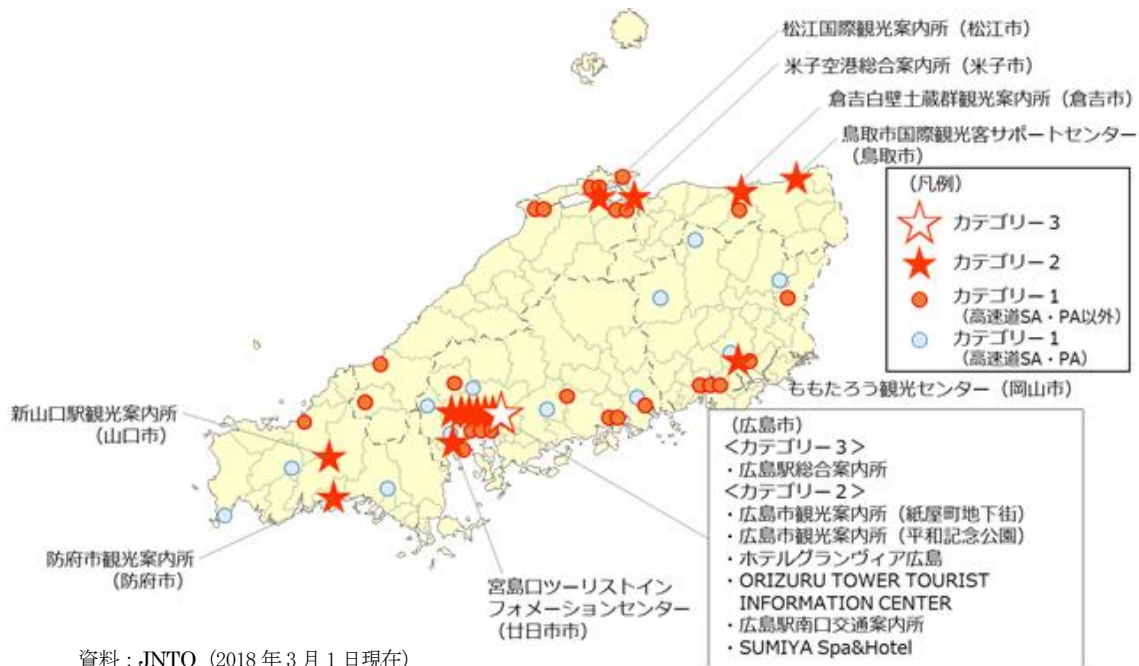 松江国際観光案内所（松江市）
米子空港総合案内所（米子市）
倉吉白壁土蔵群観光案内所（倉吉市）
鳥取市国際観光客サポートセンター
（鳥取市）
（凡例）
カテゴリー３
カテゴリー２
カテゴリー１
（高速道SA・PA以外）
カテゴリー１
（高速道SA・PA）
ももたろう観光センター（岡山市）
新山口駅観光案内所
（山口市）
防府市観光案内所
（防府市）
宮島口ツーリストイン
フォメーションセンター
（廿日市市）
（広島市）
＜カテゴリー３＞
・広島駅総合案内所
＜カテゴリー２＞
・広島市観光案内所（紙屋町地下街）
・広島市観光案内所（平和記念公園）
・ホテルグランヴィア広島
・ORIZURU TOWER TOURIST
INFORMATION CENTER
・広島駅南口交通案内所
・SUMIYA Spa&Hotel
資料：JNTO（2018年3月1日現在）